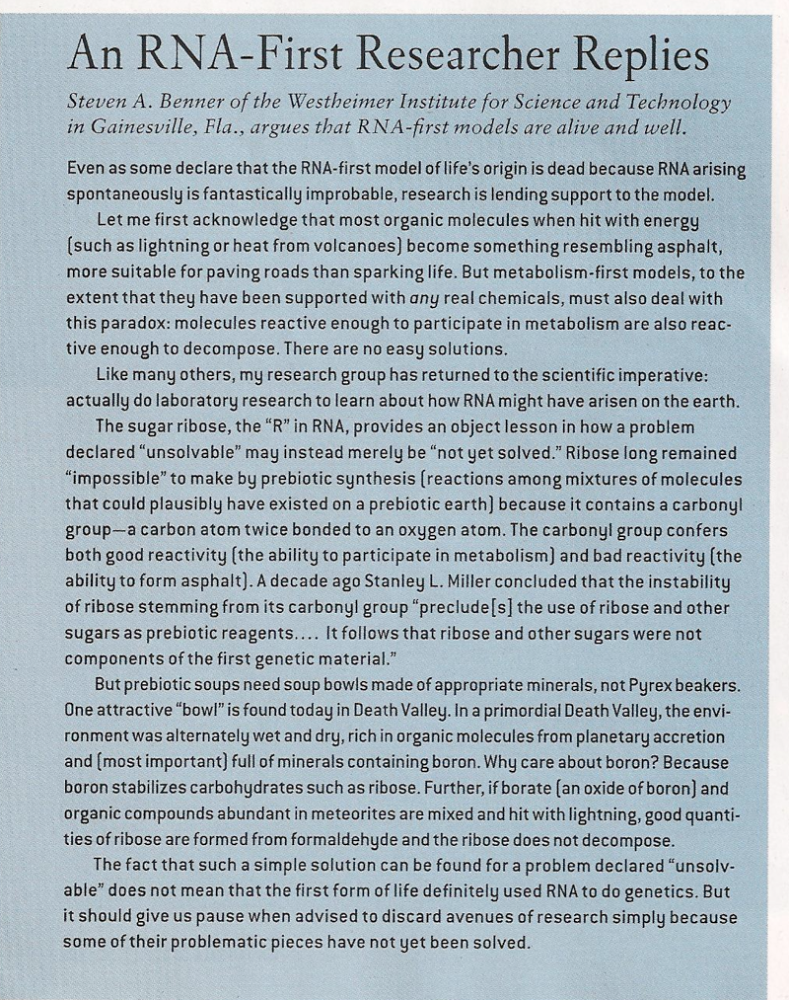 An RNA-First Researcher Replies
Steven A. Benner of the Westheimer Institute for Science and Technology
in Gainesville, Fla., argues that RNA-first models are alive and well.
Even as some declare that the RNA-first model of life's origin is dead because RNA arising
spontaneously is fantastically improbable, research is lending support to the model.
Let me first acknowledge that most organic molecules when hit with energy
(such as lightning or heat from volcanoes) become something resembling asphalt,
more suitable for paving roads than sparking life. But metabolism-first models, to the
extent that they have been supported with any real chemicals, must also deal with
this paradox: molecules reactive enough to participate in metabolism are also reac-
tive enough to decompose. There are no easy solutions.
Like many others, my research group has returned to the scientific imperative:
actually do laboratory research to learn about how RNA might have arisen on the earth.
The sugar ribose, the “R” in RNA, provides an object lesson in how a problem
declared “unsolvable” may instead merely be “not yet solved.” Ribose long remained
“impossible” to make by prebiotic synthesis (reactions among mixtures of molecules
that could plausibly have existed on a prebiotic earth) because it contains a carbonyl
group—a carbon atom twice bonded to an oxygen atom. The carbonyl group confers
both good reactivity (the ability to participate in metabolism) and bad reactivity (the
ability to form asphalt). A decade ago Stanley L. Miller concluded that the instability
of ribose stemming from its carbonyl group “preclude[s] the use of ribose and other
sugars as prebiotic reagents.... It follows that ribose and other sugars were not
components of the first genetic material.”
But prebiotic soups need soup bowls made of appropriate minerals, not Pyrex beakers.
One attractive “bowl” is found today in Death Valley. In a primordial Death Valley, the envi-
ronment was alternately wet and dry, rich in organic molecules from planetary accretion
and (most important) full of minerals containing boron. Why care about boron? Because
boron stabilizes carbohydrates such as ribose. Further, if borate (an oxide of boron) and
organic compounds abundant in meteorites are mixed and hit with lightning, good quanti-
ties of ribose are formed from formaldehyde and the ribose does not decompose.
The fact that such a simple solution can be found for a problem declared “unsolv-
able” does not mean that the first form of life definitely used RNA to do genetics. But
it should give us pause when advised to discard avenues of research simply because
some of their problematic pieces have not yet been solved.